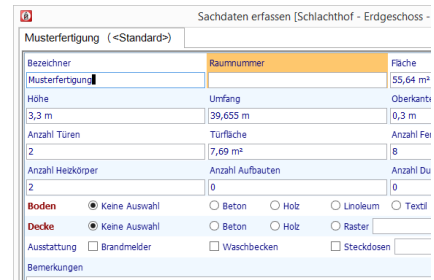 Sachdaten erfassen [Schlachthof - Erdgeschoss -
Musterfertigung ( <Standard>)
Bezeichner Raumnummer Fläche
Musterfertigung 55,64 m²
Höhe Umfang Oberkante
3,3 m 39,655 m 0,3 m
Anzahl Türen Türfläche Anzahl Fen
2 7,69 m² 8
Anzahl Heizkörper Anzahl Aufbauten Anzahl Du
2 0 0
Boden Keine Auswahl Beton Holz Linoleum Textil
Decke Keine Auswahl Beton Holz Raster
Ausstattung Brandmelder Waschbecken Steckdosen
Bemerkungen